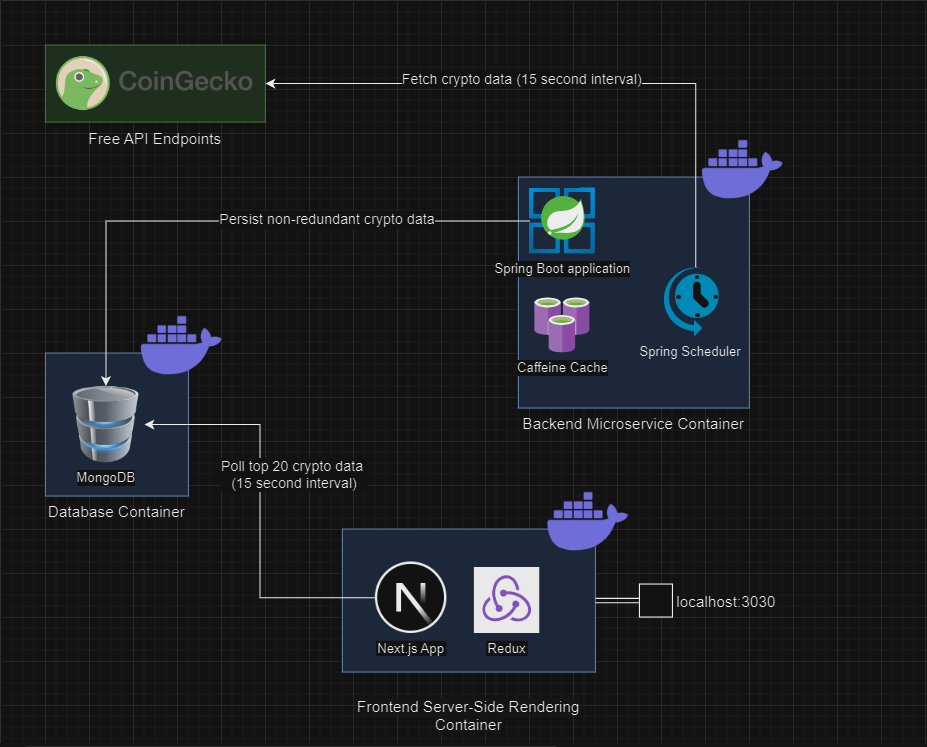 CoinGecko
Free API Endpoints
Fetch crypto data (15 second interval)
Persist non-redundant crypto data
Spring Boot application
Caffeine Cache
Spring Scheduler
Backend Microservice Container
MongoDB
Database Container
Poll top 20 crypto data
(15 second interval)
N
Next.js App
Redux
localhost:3030
Frontend Server-Side Rendering
Container